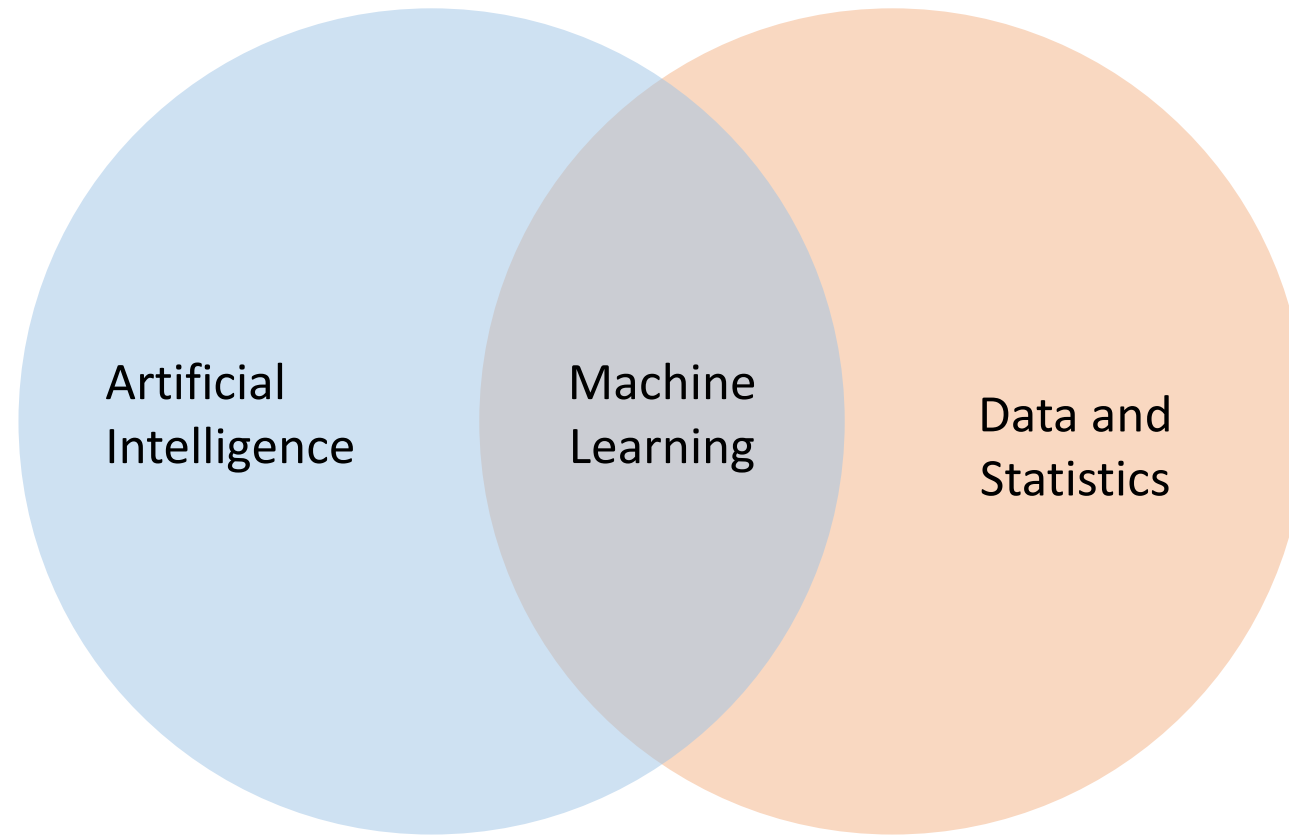 Artificial
Intelligence
Machine
Learning
Data and
Statistics